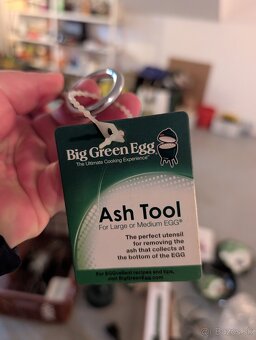 Big Green Egg
"The Ultimate Cooking Experience"
Ash Tool
For Large or Medium EGG®
The perfect utensil
for removing the
ash that collects at
the bottom of the EGG
For EGGcellent recipes and tips,
visit BigGreenEgg.com